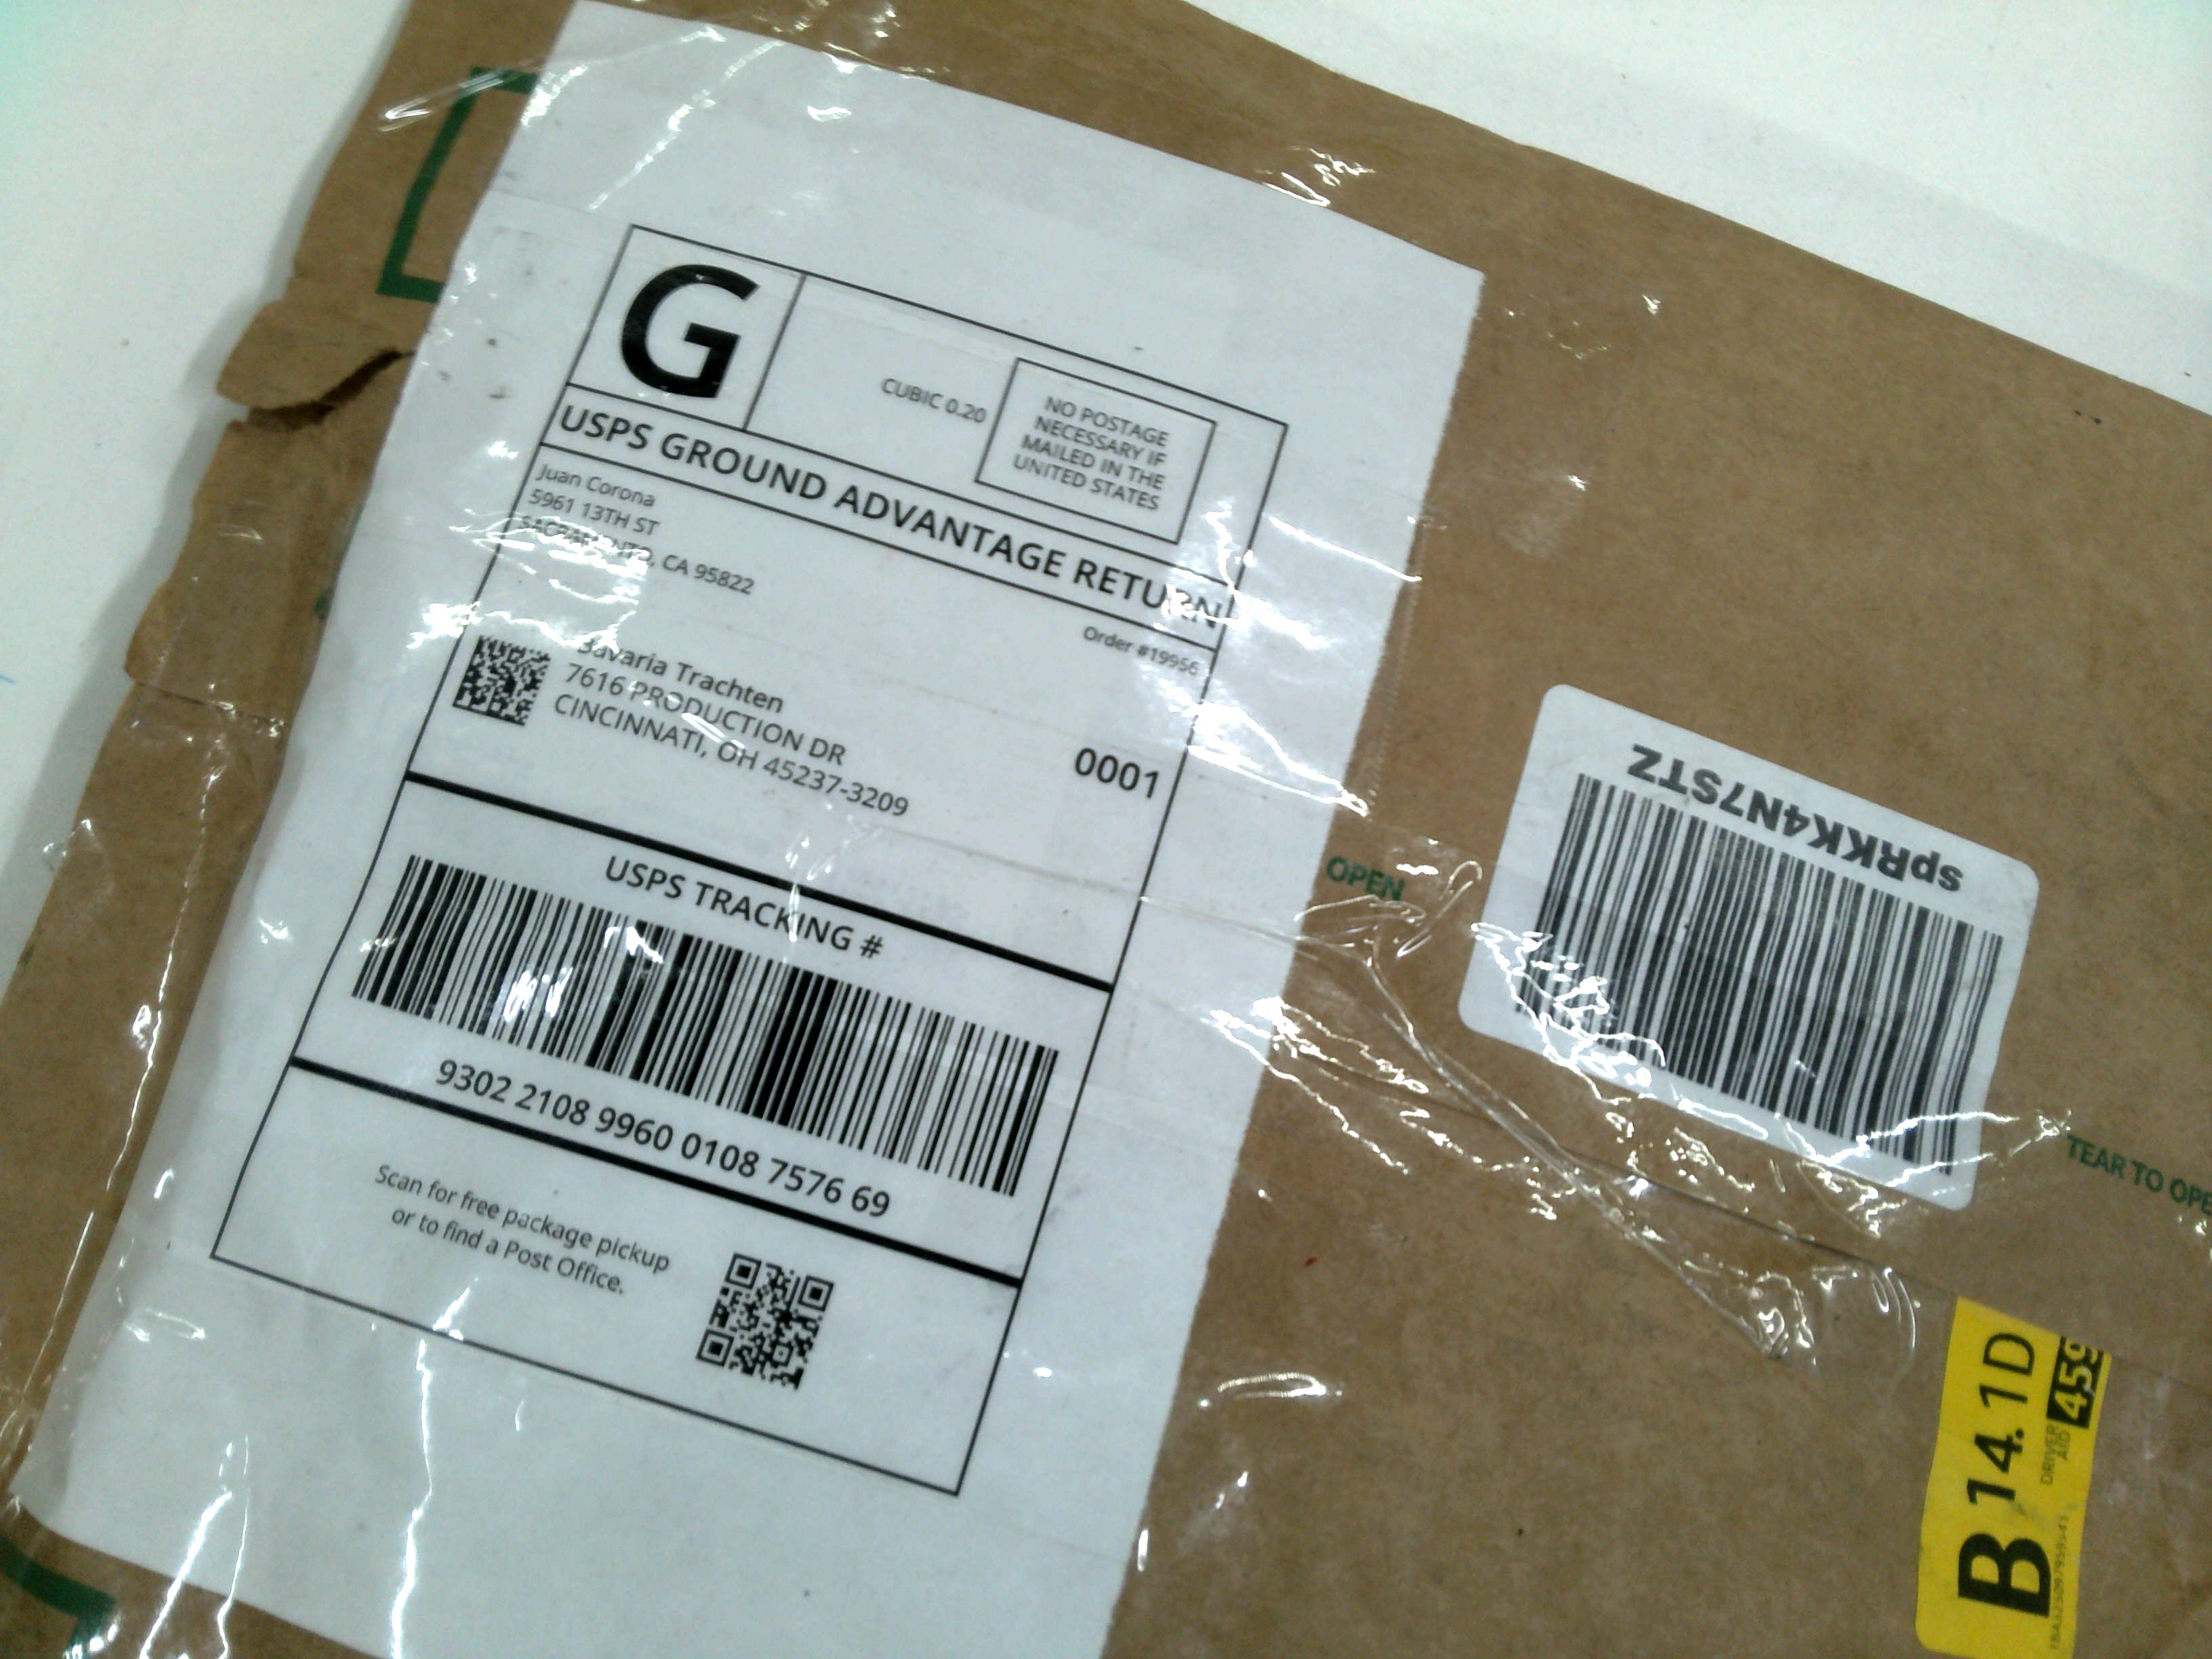 G
CUBIC 0.20
NO POSTAGE
NECESSARY IF
MAILED IN THE
UNITED STATES
USPS GROUND ADVANTAGE RETURN
Juan Corona
5961 13TH ST
SACRAMENTO, CA 95822
Order #19956
Bavaria Trachten
7616 PRODUCTION DR
CINCINNATI, OH 45237-3209
0001
USPS TRACKING #
9302 2108 9960 0108 7576 69
Scan for free package pickup
or to find a Post Office.
OPEN
spRKK4N7STZ
TEAR TO OPE
B 14.1D
DRIVER
AID
459